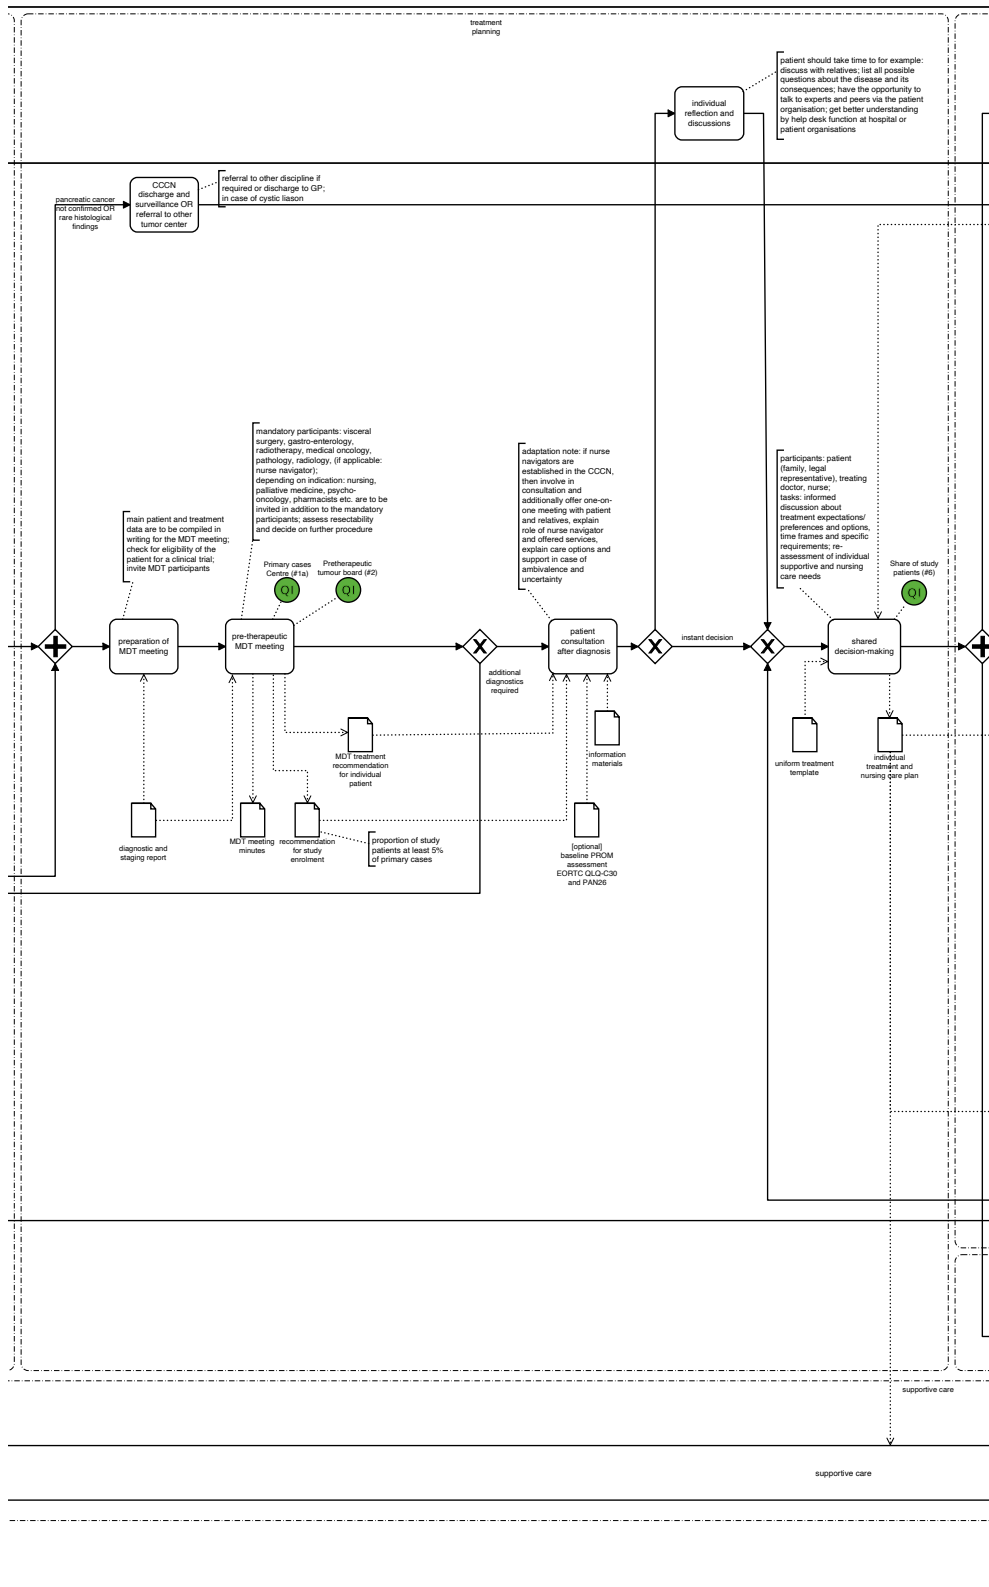 treatment
planning
patient should take time to for example:
discuss with relatives; list all possible
questions about the disease and its
consequences; have the opportunity to
talk to experts and peers via the patient
organisation; get better understanding
by help desk function at hospital or
patient organisations
individual
reflection and
discussions
CCCN
discharge and
surveillance OR
referral to other
tumor center
referral to other discipline if
required or discharge to GP;
in case of cystic liason
pancreatic cancer
not confirmed OR
rare histological
findings
mandatory participants: visceral
surgery, gastro-enterology,
radiotherapy, medical oncology,
pathology, radiology, (if applicable:
nurse navigator);
depending on indication: nursing,
palliative medicine, psycho-
oncology, pharmacists etc. are to be
invited in addition to the mandatory
participants; assess resectability
and decide on further procedure
adaptation note: if nurse
navigators are
established in the CCCN,
then involve in
consultation and
additionally offer one-on-
one meeting with patient
and relatives, explain
role of nurse navigator
and offered services,
explain care options and
support in case of
ambivalence and
uncertainty
participants: patient
(family, legal
representative), treating
doctor, nurse;
tasks: informed
discussion about
treatment expectations/
preferences and options,
time frames and specific
requirements; re-
assessment of individual
supportive and nursing
care needs
main patient and treatment
data are to be compiled in
writing for the MDT meeting;
check for eligibility of the
patient for a clinical trial;
invite MDT participants
Primary cases
Centre (#1a)
QI
Pretherapeutic
tumour board (#2)
QI
Share of study
patients (#6)
QI
preparation of
MDT meeting
pre-therapeutic
MDT meeting
additional
diagnostics
required
patient
consultation
after diagnosis
instant decision
shared
decision-making
MDT treatment
recommendation
for individual
patient
information
materials
uniform treatment
template
individual
treatment and
nursing care plan
diagnostic and
staging report
MDT meeting
minutes
recommendation
for study
enrolment
proportion of study
patients at least 5%
of primary cases
[optional]
baseline PROM
assessment
EORTC QLQ-C30
and PAN26
supportive care
supportive care